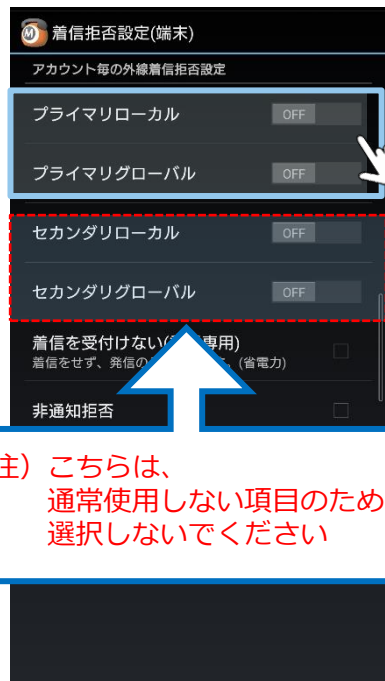 着信拒否設定(端末)
アカウント毎の外線着信拒否設定
プライマリローカル OFF
プライマリグローバル OFF
セカンダリローカル OFF
セカンダリグローバル OFF
着信を受付けない( 専用)
着信をせず、発信の (省電力)
非通知拒否
注）こちらは、
通常使用しない項目のため
選択しないでください